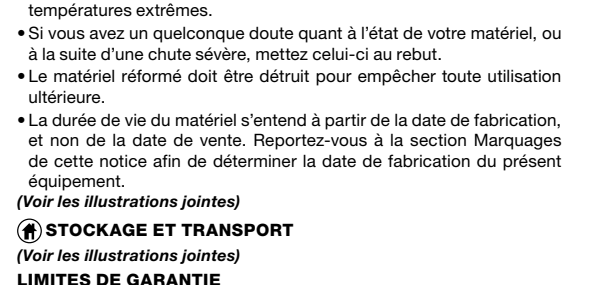 températures extrêmes.
• Si vous avez un quelconque doute quant à l’état de votre matériel, ou
à la suite d’une chute sévère, mettez celui-ci au rebut.
• Le matériel réformé doit être détruit pour empêcher toute utilisation
ultérieure.
• La durée de vie du matériel s’entend à partir de la date de fabrication,
et non de la date de vente. Reportez-vous à la section Marquages
de cette notice afin de déterminer la date de fabrication du présent
équipement.
(Voir les illustrations jointes)
STOCKAGE ET TRANSPORT
(Voir les illustrations jointes)
LIMITES DE GARANTIE